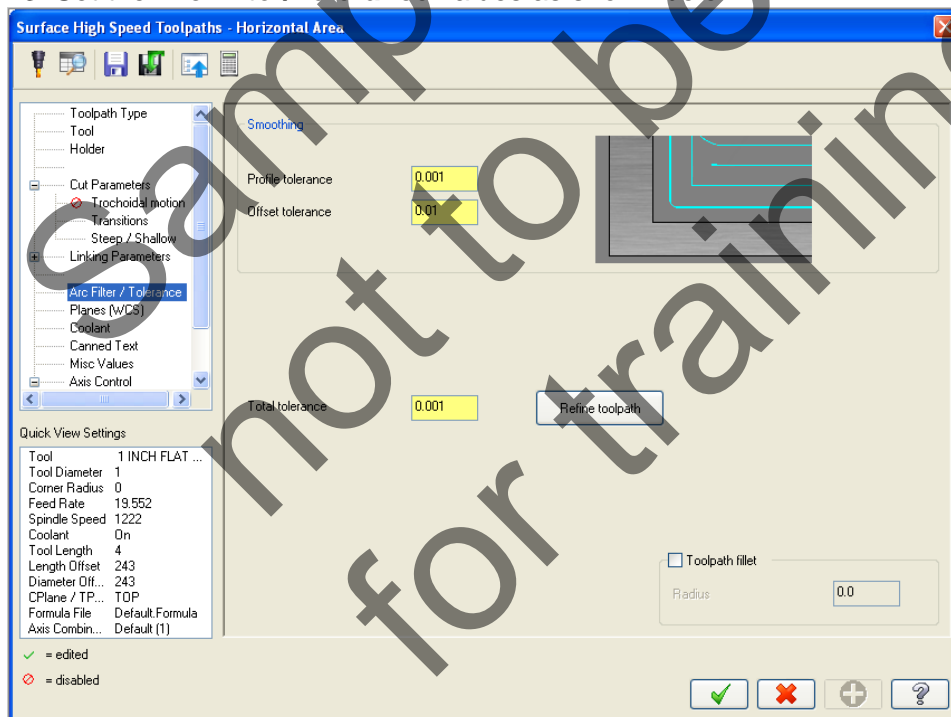 Surface High Speed Toolpaths - Horizontal Area
Toolpath Type
Tool
Holder
Cut Parameters
Trochoidal motion
Transitions
Steep / Shallow
Linking Parameters
Arc Filter / Tolerance
Planes (WCS)
Coolant
Canned Text
Misc Values
Axis Control
Quick View Settings
Tool 1 INCH FLAT ...
Tool Diameter 1
Corner Radius 0
Feed Rate 19.552
Spindle Speed 1222
Coolant On
Tool Length 4
Length Offset 243
Diameter Off... 243
CPlane / TP... TOP
Formula File Default.Formula
Axis Combin... Default (1)
= edited
= disabled
Smoothing
Profile tolerance 0.001
Offset tolerance 0.01
Total tolerance 0.001
Refine toolpath
Toolpath fillet
Radius 0.0
not to be
for training